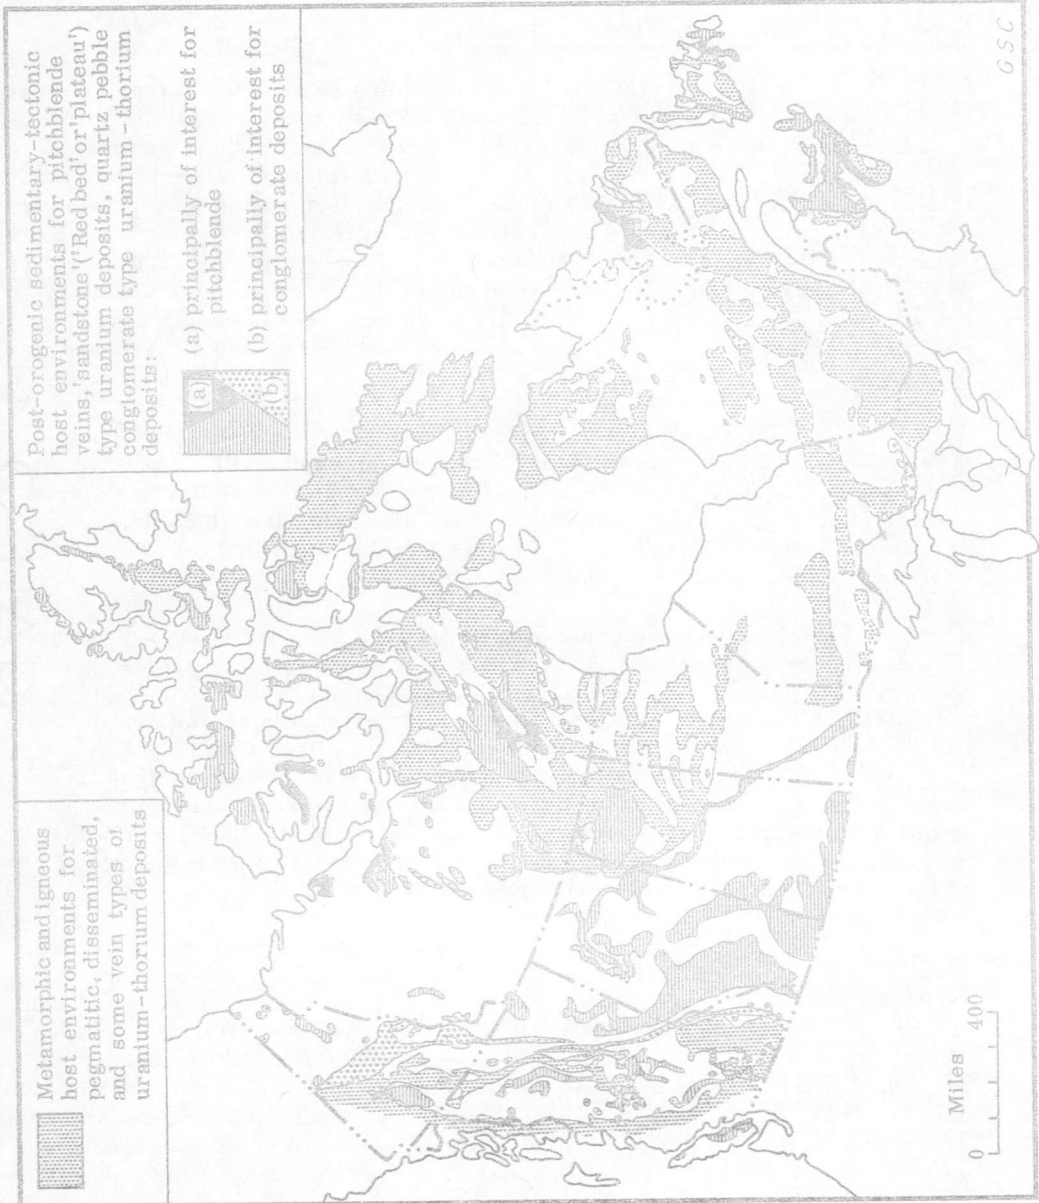 Metamorphic and igneous
host environments for
pegmatitic, disseminated,
and some vein types of
uramium-thorium deposits
Post-orogenic sedimentary-tectonic
host environments for pitchblende
veins, 'sandstone' ('Red bed' or 'plateau')
type uranium deposits, quartz pebble
conglomerate type uranium-thorium
deposits:
(a)
(b)
(a) principally of interest for
pitchblende
(b) principally of interest for
conglomerate deposits
Miles
0 400
GSC